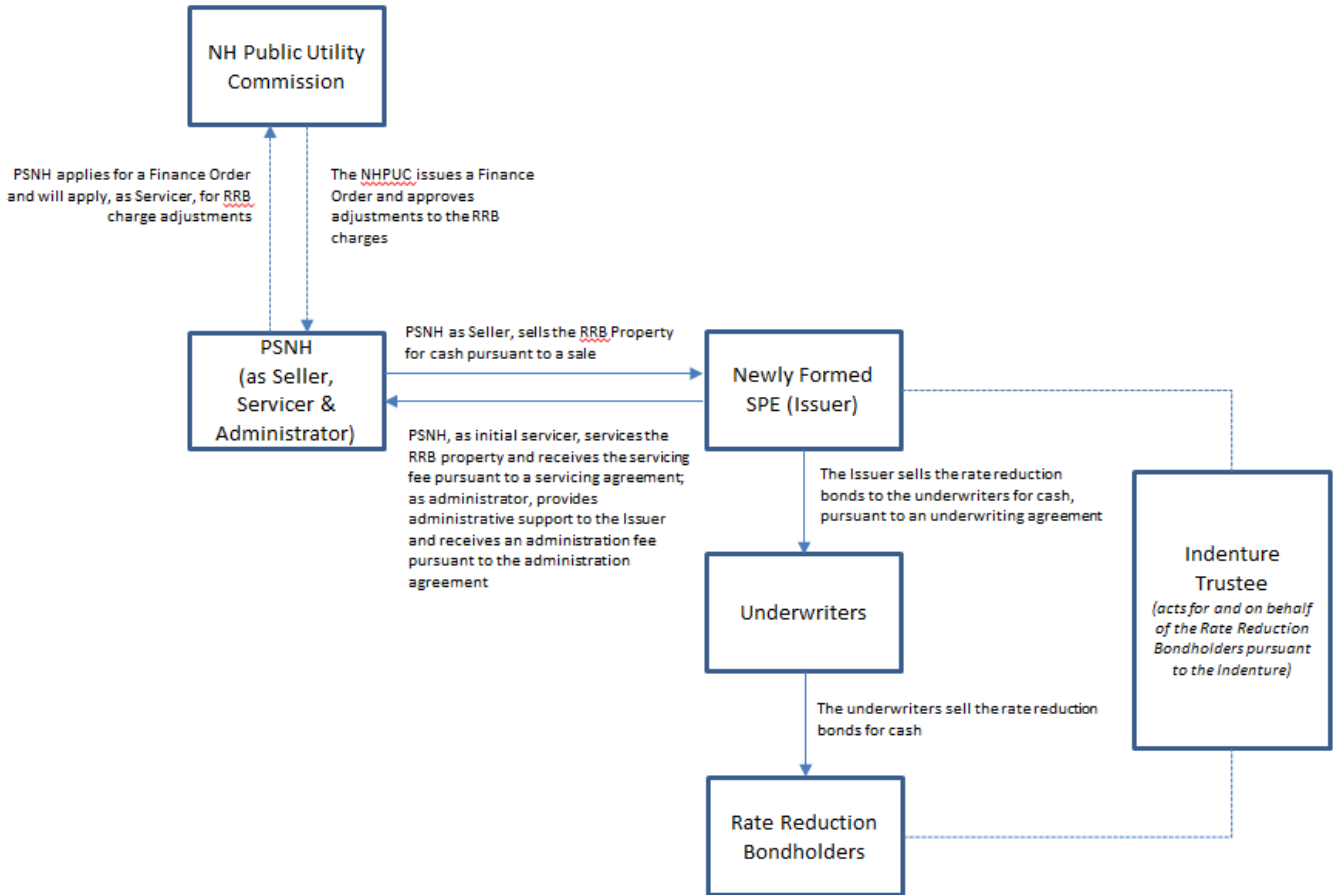 NH Public Utility
Commission
PSNH applies for a Finance Order
and will apply, as Servicer, for RRB
charge adjustments
The NHPUC issues a Finance
Order and approves
adjustments to the RRB
charges
PSNH
(as Seller,
Servicer &
Administrator)
PSNH as Seller, sells the RRB Property
for cash pursuant to a sale
Newly Formed
SPE (Issuer)
PSNH, as initial servicer, services the
RRB property and receives the servicing
fee pursuant to a servicing agreement;
as administrator, provides
administrative support to the Issuer
and receives an administration fee
pursuant to the administration
agreement
The Issuer sells the rate reduction
bonds to the underwriters for cash,
pursuant to an underwriting agreement
Underwriters
Indenture
Trustee
(acts for and on behalf
of the Rate Reduction
Bondholders pursuant
to the Indenture)
The underwriters sell the rate reduction
bonds for cash
Rate Reduction
Bondholders